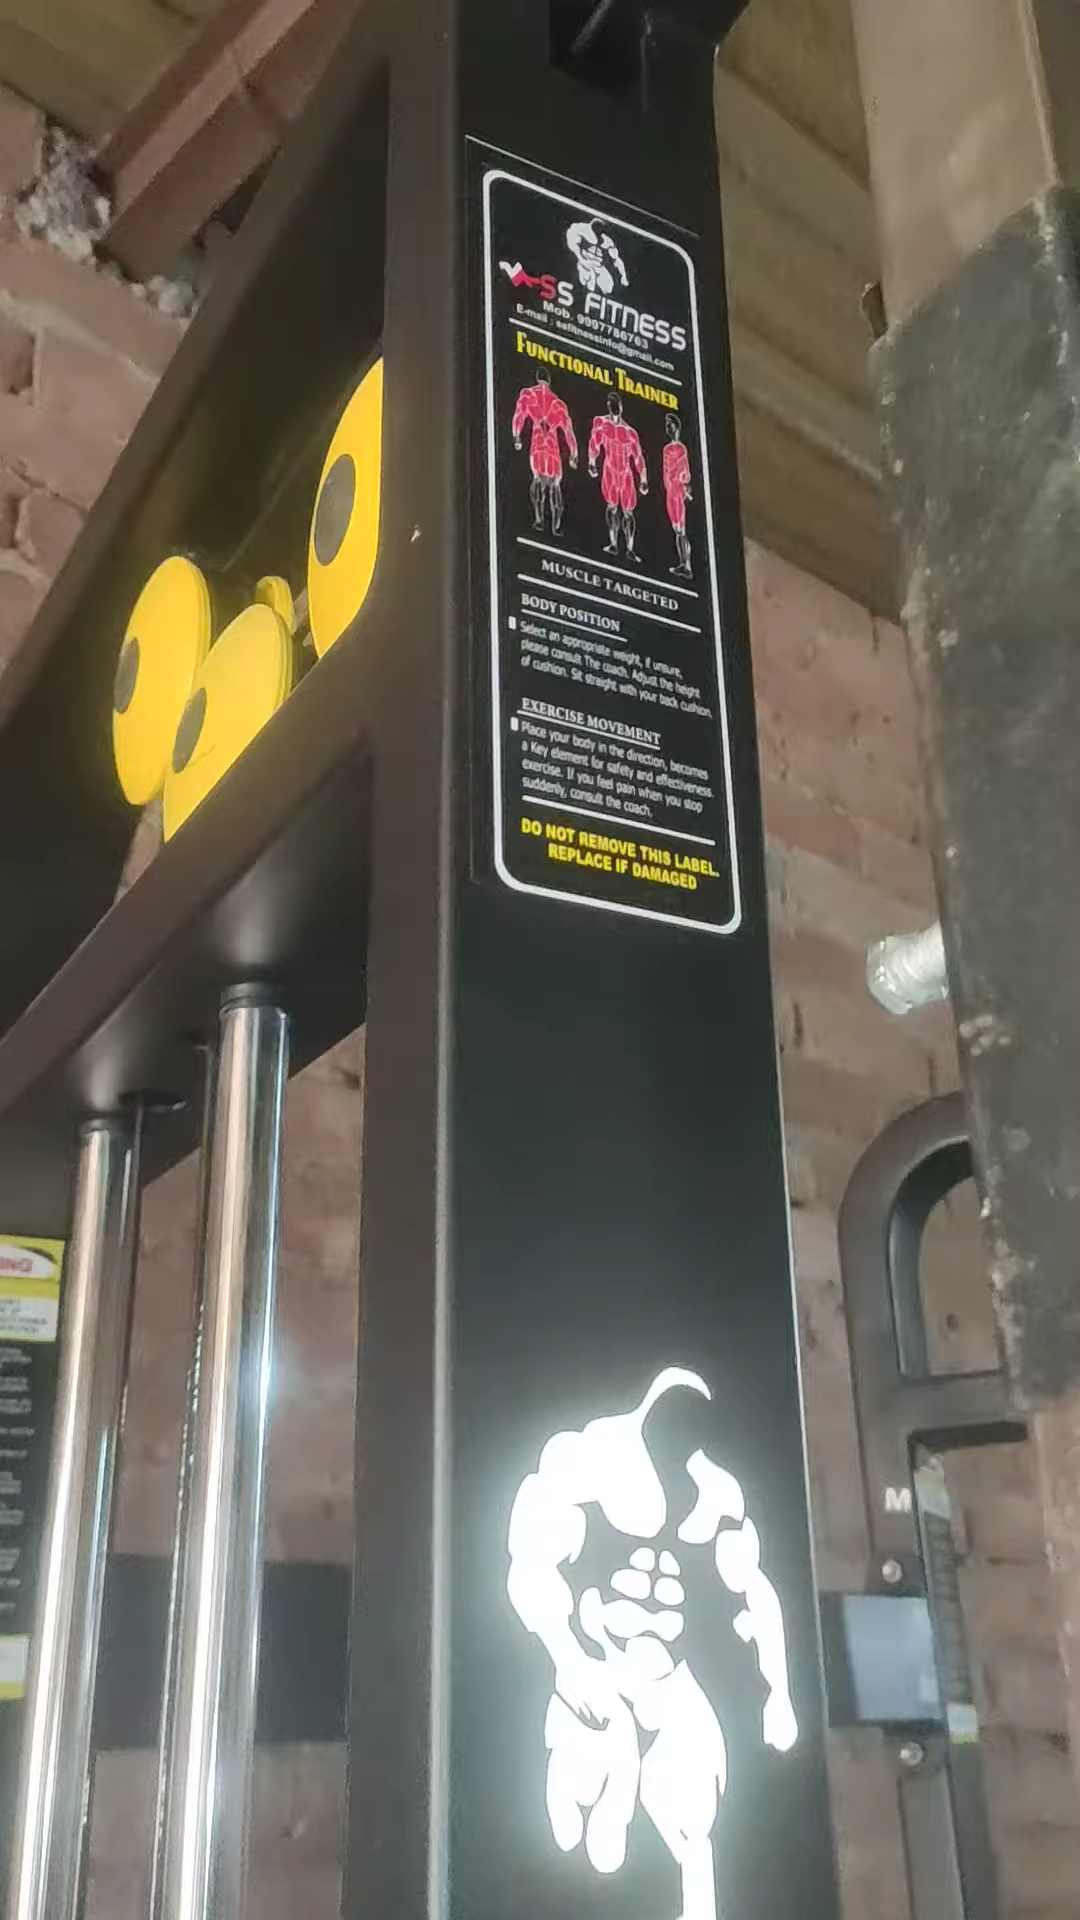 SS FITNESS
Mob. 9997786763
E-mail : ssfitnessinfo@gmail.com
FUNCTIONAL TRAINER
MUSCLE TARGETED
BODY POSITION
Select an appropriate weight, if unsure,
please consult The coach. Adjust the height
of cushion. Sit straight with your back cushion.
EXERCISE MOVEMENT
Place your body in the direction, becomes
a Key element for safety and effectiveness
exercise. If you feel pain when you stop
suddenly, consult the coach.
DO NOT REMOVE THIS LABEL.
REPLACE IF DAMAGED
M